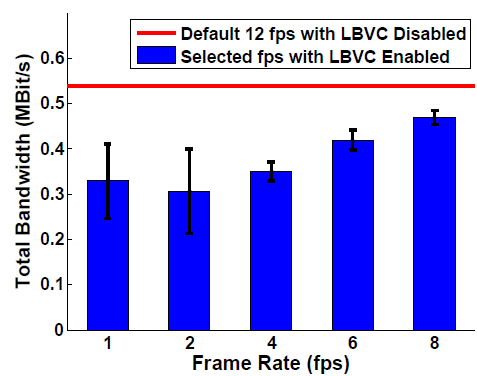 Default 12 fps with LBVC Disabled
Selected fps with LBVC Enabled
Total Bandwidth (MBit/s)
0.6
0.5
0.4
0.3
0.2
0.1
0
1 2 4 6 8
Frame Rate (fps)